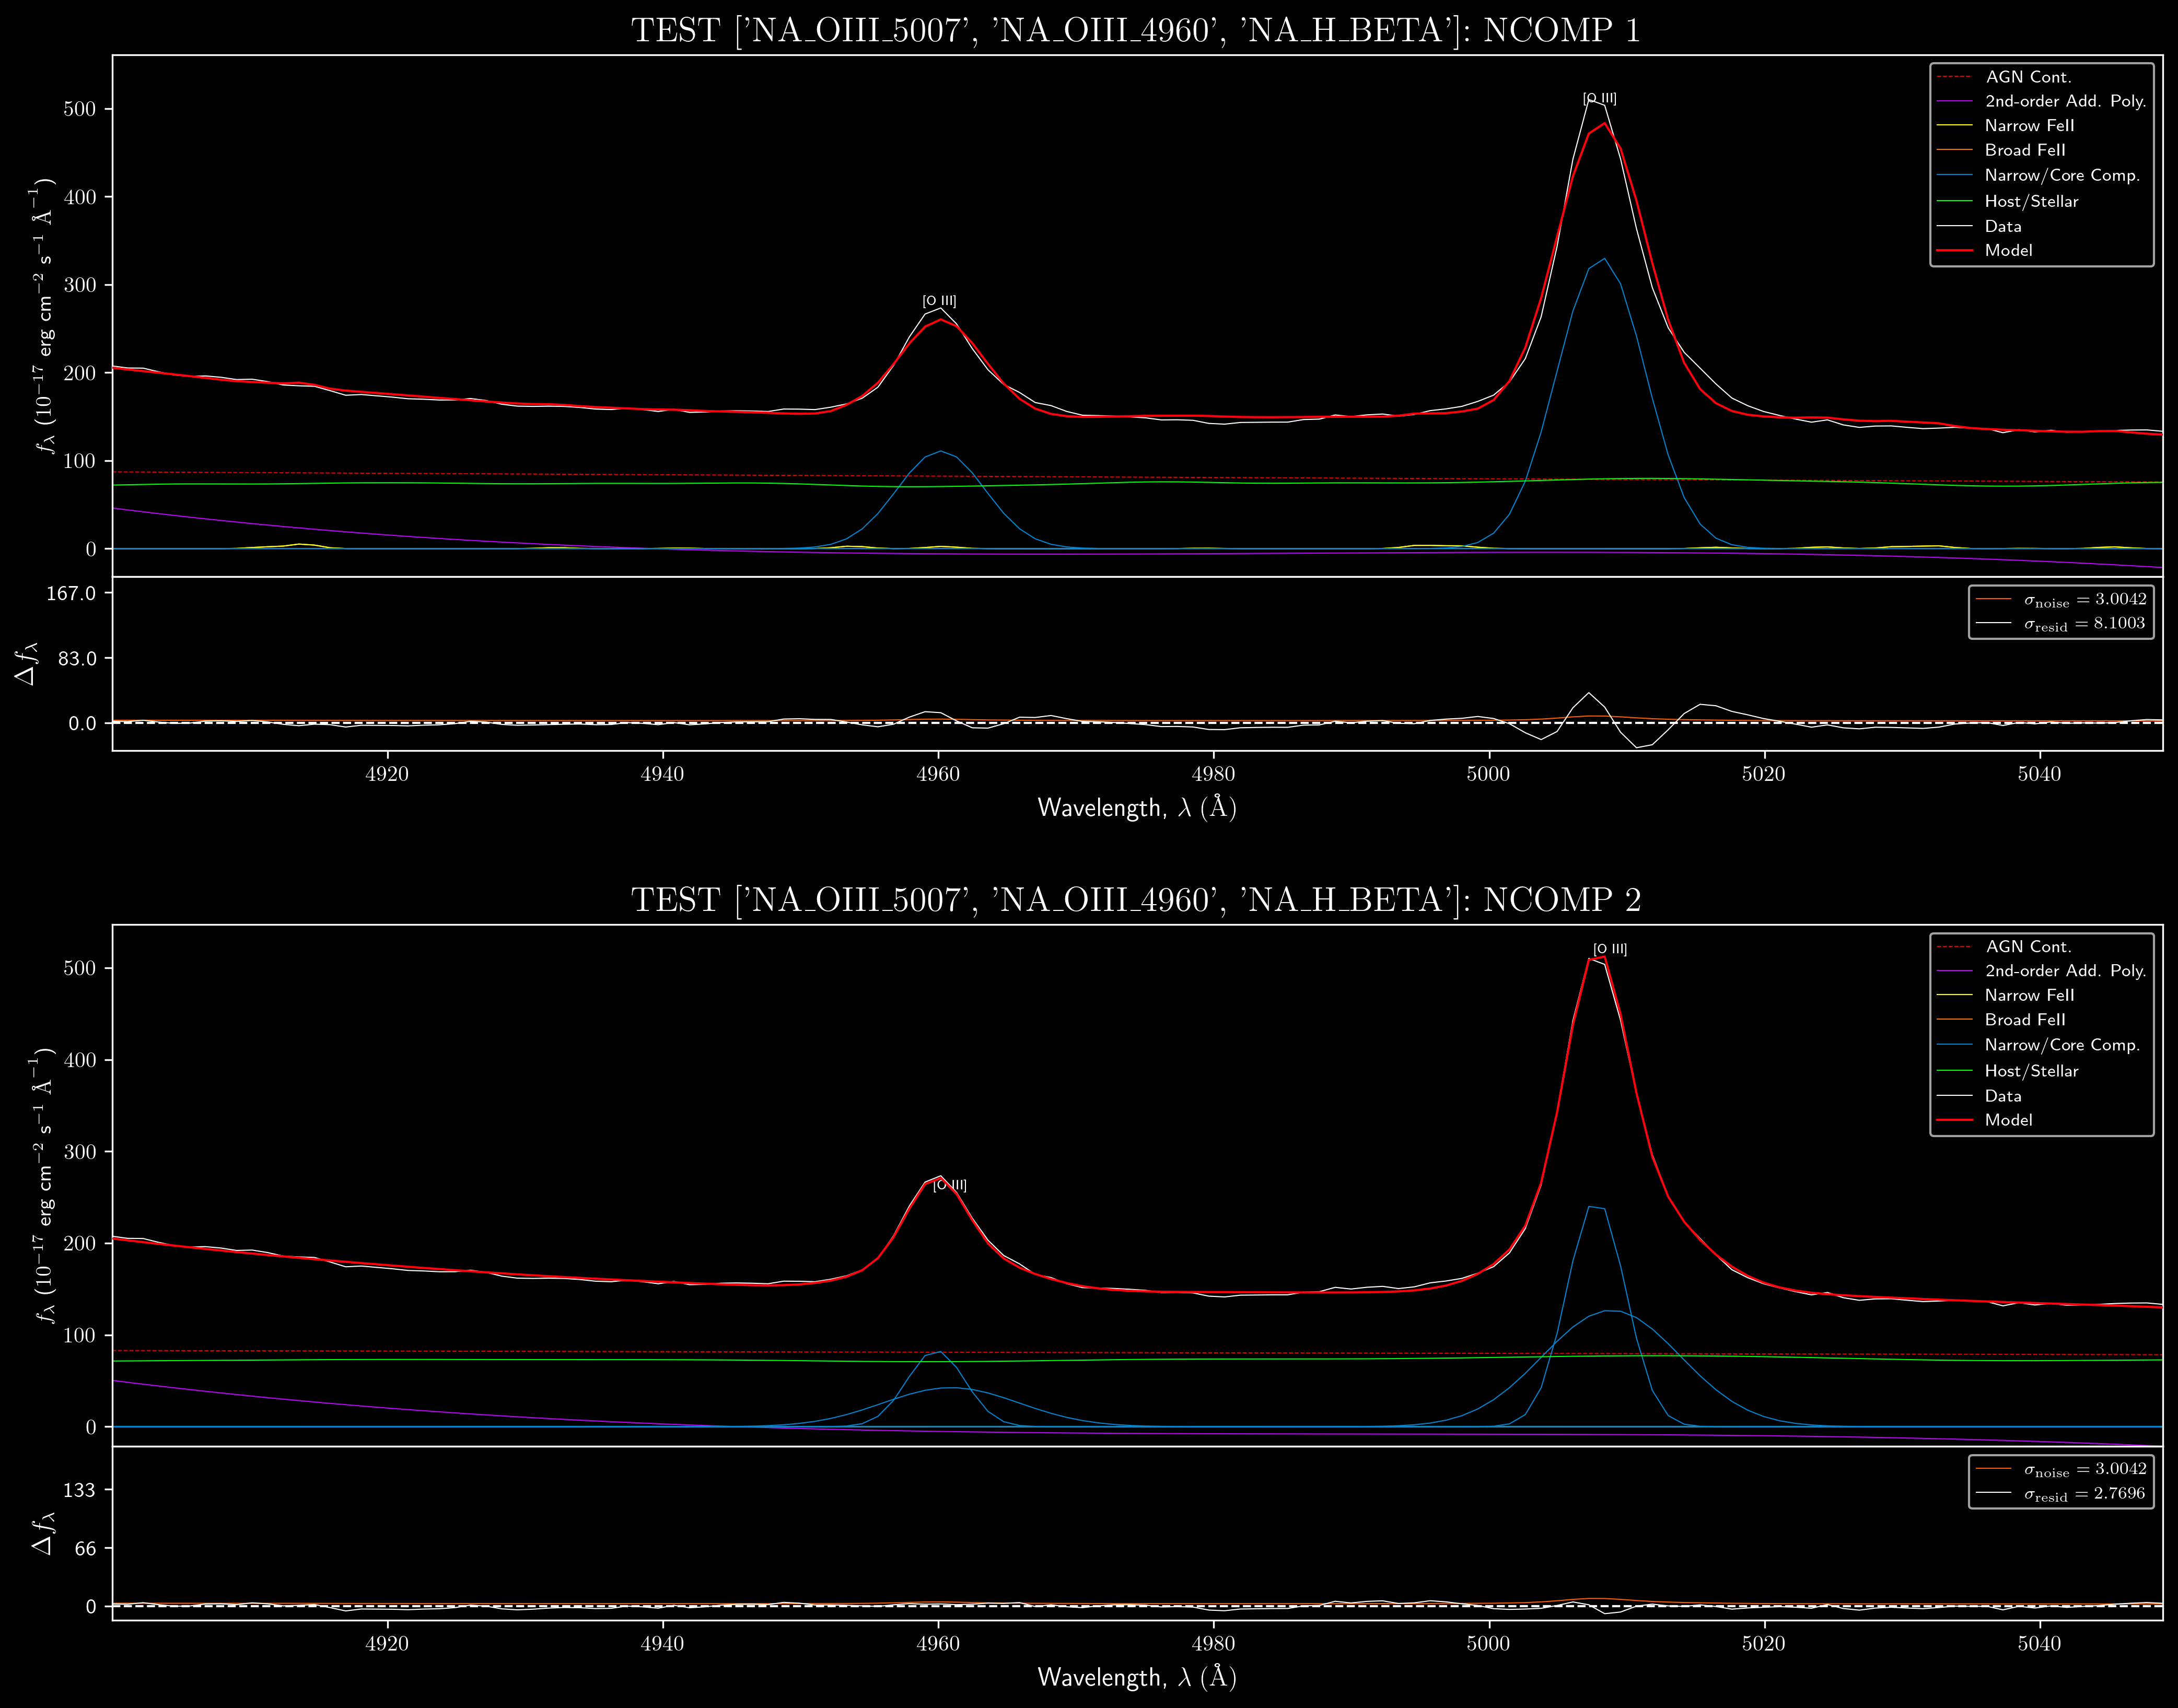 TEST ['NA_OIII_5007', 'NA_OIII_4960', 'NA_H_BETA']: NCOMP 1
[O III]
[O III]
AGN Cont.
2nd-order Add. Poly.
Narrow FeII
Broad FeII
Narrow/Core Comp.
Host/Stellar
Data
Model
500
400
300
200
100
0
f_λ (10^−17 erg cm^−2 s^−1 Å^−1)
σ_noise = 3.0042
σ_resid = 8.1003
167.0
83.0
0.0
Δf_λ
4920 4940 4960 4980 5000 5020 5040
Wavelength, λ (Å)
TEST ['NA_OIII_5007', 'NA_OIII_4960', 'NA_H_BETA']: NCOMP 2
[O III]
[O III]
AGN Cont.
2nd-order Add. Poly.
Narrow FeII
Broad FeII
Narrow/Core Comp.
Host/Stellar
Data
Model
500
400
300
200
100
0
f_λ (10^−17 erg cm^−2 s^−1 Å^−1)
σ_noise = 3.0042
σ_resid = 2.7696
133
66
0
Δf_λ
4920 4940 4960 4980 5000 5020 5040
Wavelength, λ (Å)